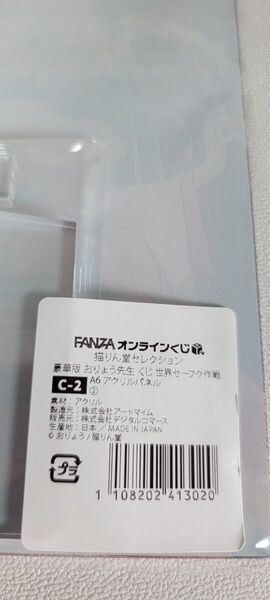 FANZA オンラインくじ
猫りん堂セレクション
豪華版 おりょう先生 くじ 世界セーフク作戦
C-2 A6 アクリルパネル
②
素材：アクリル
製造元：株式会社アートマイム
販売元：株式会社デジタルコマース
生産地：日本／MADE IN JAPAN
© おりょう／猫りん堂
プラ
1 108202 413020